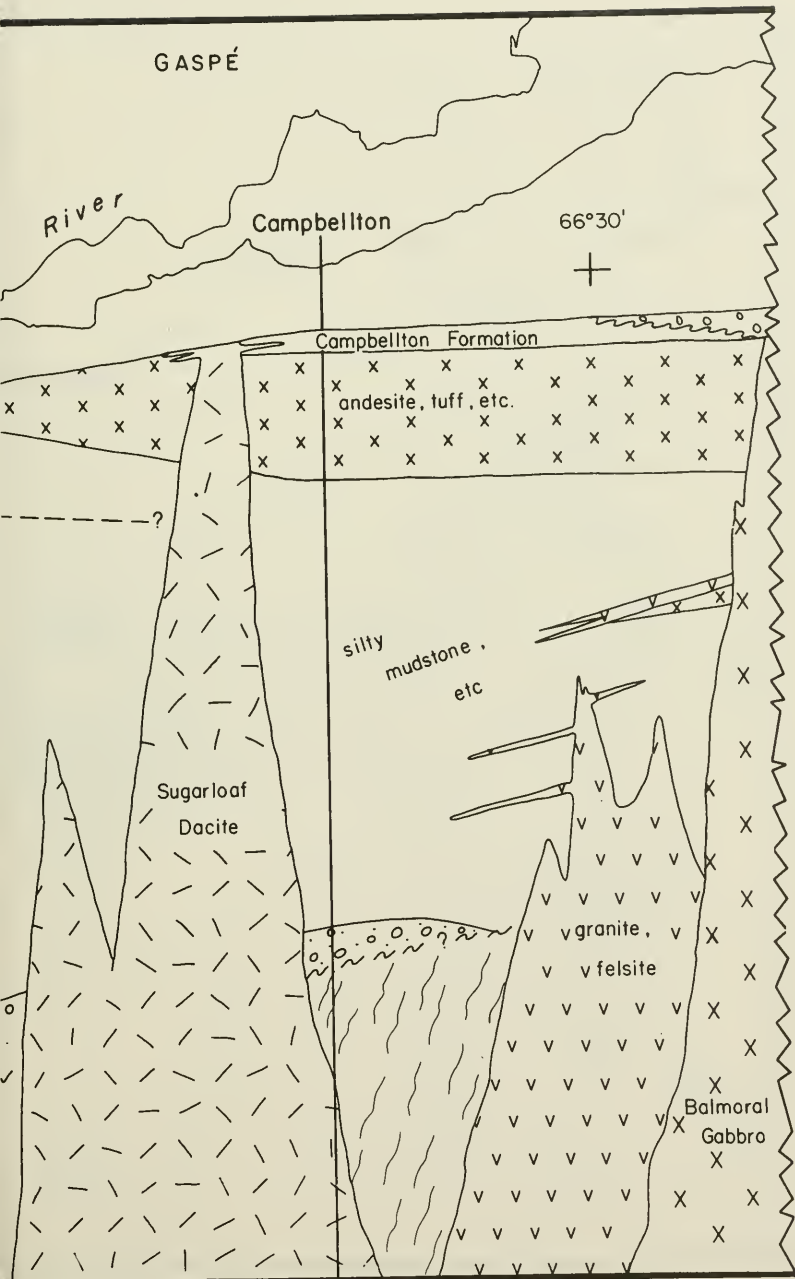 GASPÉ
River
Campbellton
66°30'
Campbellton Formation
andesite, tuff, etc.
?
silty
mudstone,
etc
Sugarloaf
Dacite
?
granite,
felsite
Balmoral
Gabbro